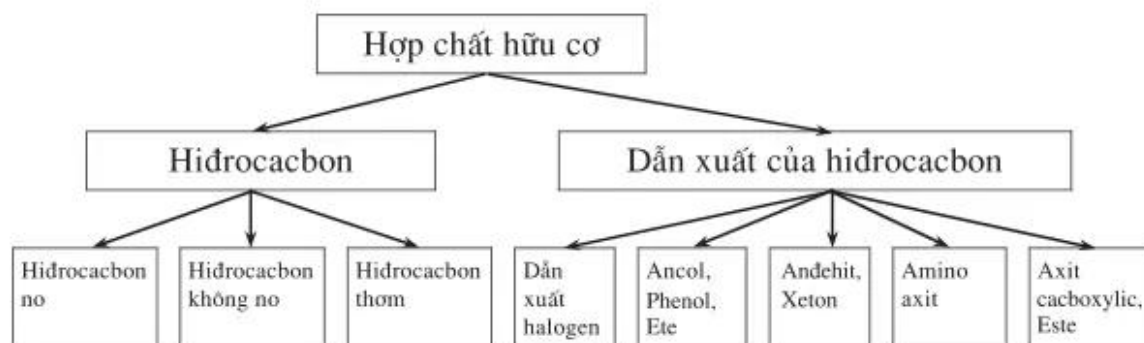 Hợp chất hữu cơ
Hiđrocacbon
Dẫn xuất của hiđrocacbon
Hiđrocacbon
no
Hiđrocacbon
không no
Hiđrocacbon
thơm
Dẫn
xuất
halogen
Ancol,
Phenol,
Ete
Anđehit,
Xeton
Amino
axit
Axit
cacboxylic,
Este